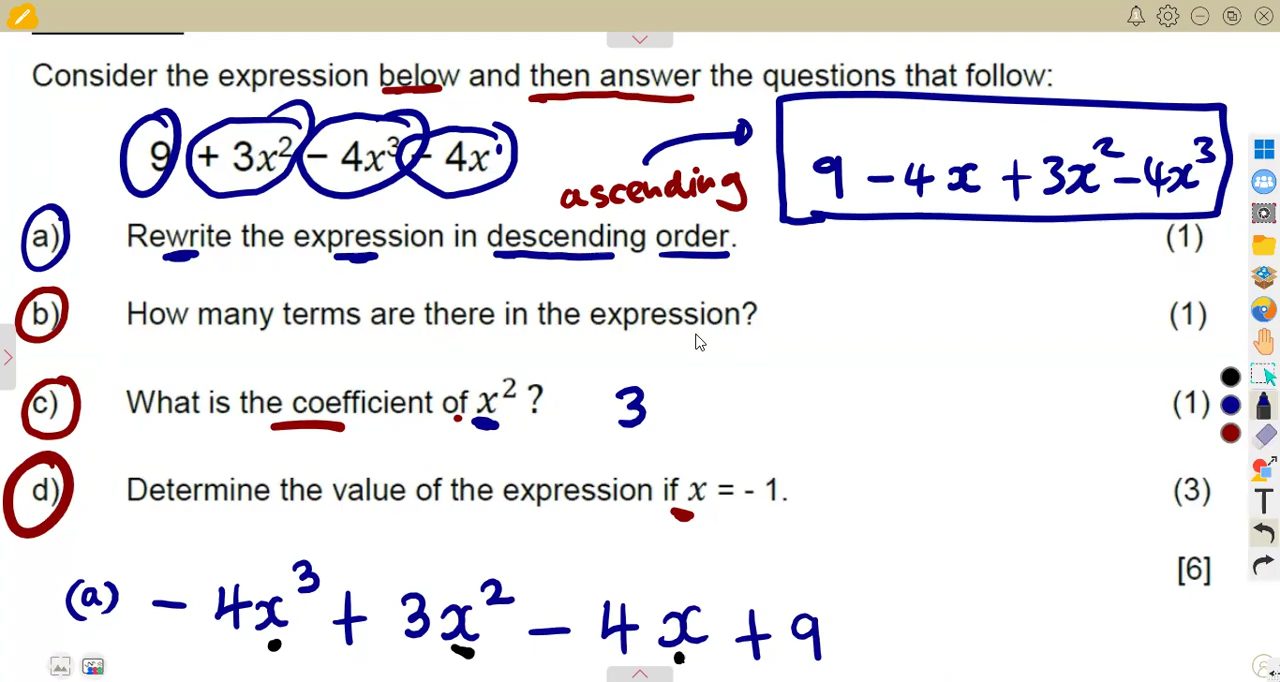 Consider the expression below and then answer the questions that follow:
9 + 3x² − 4x³ − 4x
ascending
9 − 4x + 3x² − 4x³
a) Rewrite the expression in descending order. (1)
b) How many terms are there in the expression? (1)
c) What is the coefficient of x² ? 3 (1)
d) Determine the value of the expression if x = - 1. (3)
[6]
(a) − 4x³ + 3x² − 4x + 9
T